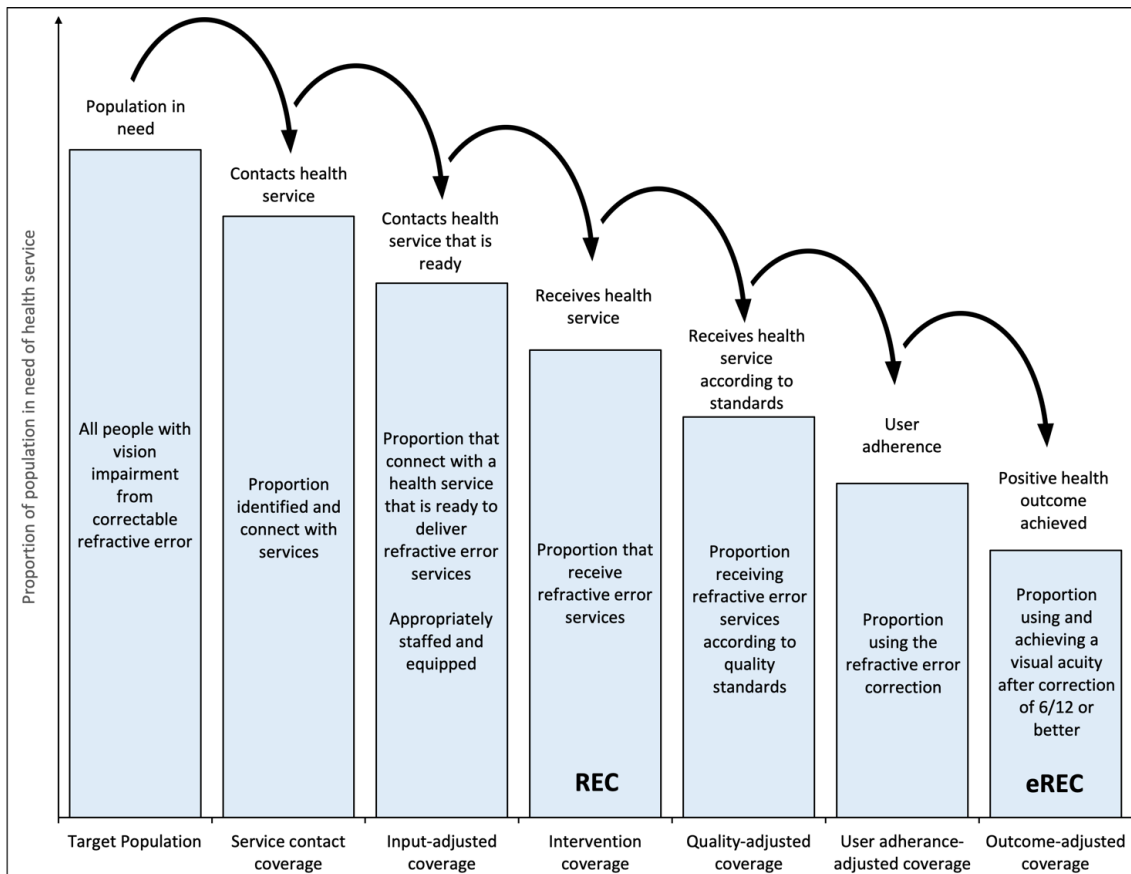 Proportion of population in need of health service
Population in
need
All people with
vision
impairment
from
correctable
refractive error
Target Population
Contacts health
service
Proportion
identified and
connect with
services
Service contact
coverage
Contacts health
service that is
ready
Proportion that
connect with a
health service
that is ready to
deliver
refractive error
services
Appropriately
staffed and
equipped
Input-adjusted
coverage
Receives health
service
Proportion that
receive
refractive error
services
REC
Intervention
coverage
Receives health
service
according to
standards
Proportion
receiving
refractive error
services
according to
quality
standards
Quality-adjusted
coverage
User
adherence
Proportion
using the
refractive error
correction
User adherance-
adjusted coverage
Positive health
outcome
achieved
Proportion
using and
achieving a
visual acuity
after correction
of 6/12 or
better
eREC
Outcome-adjusted
coverage